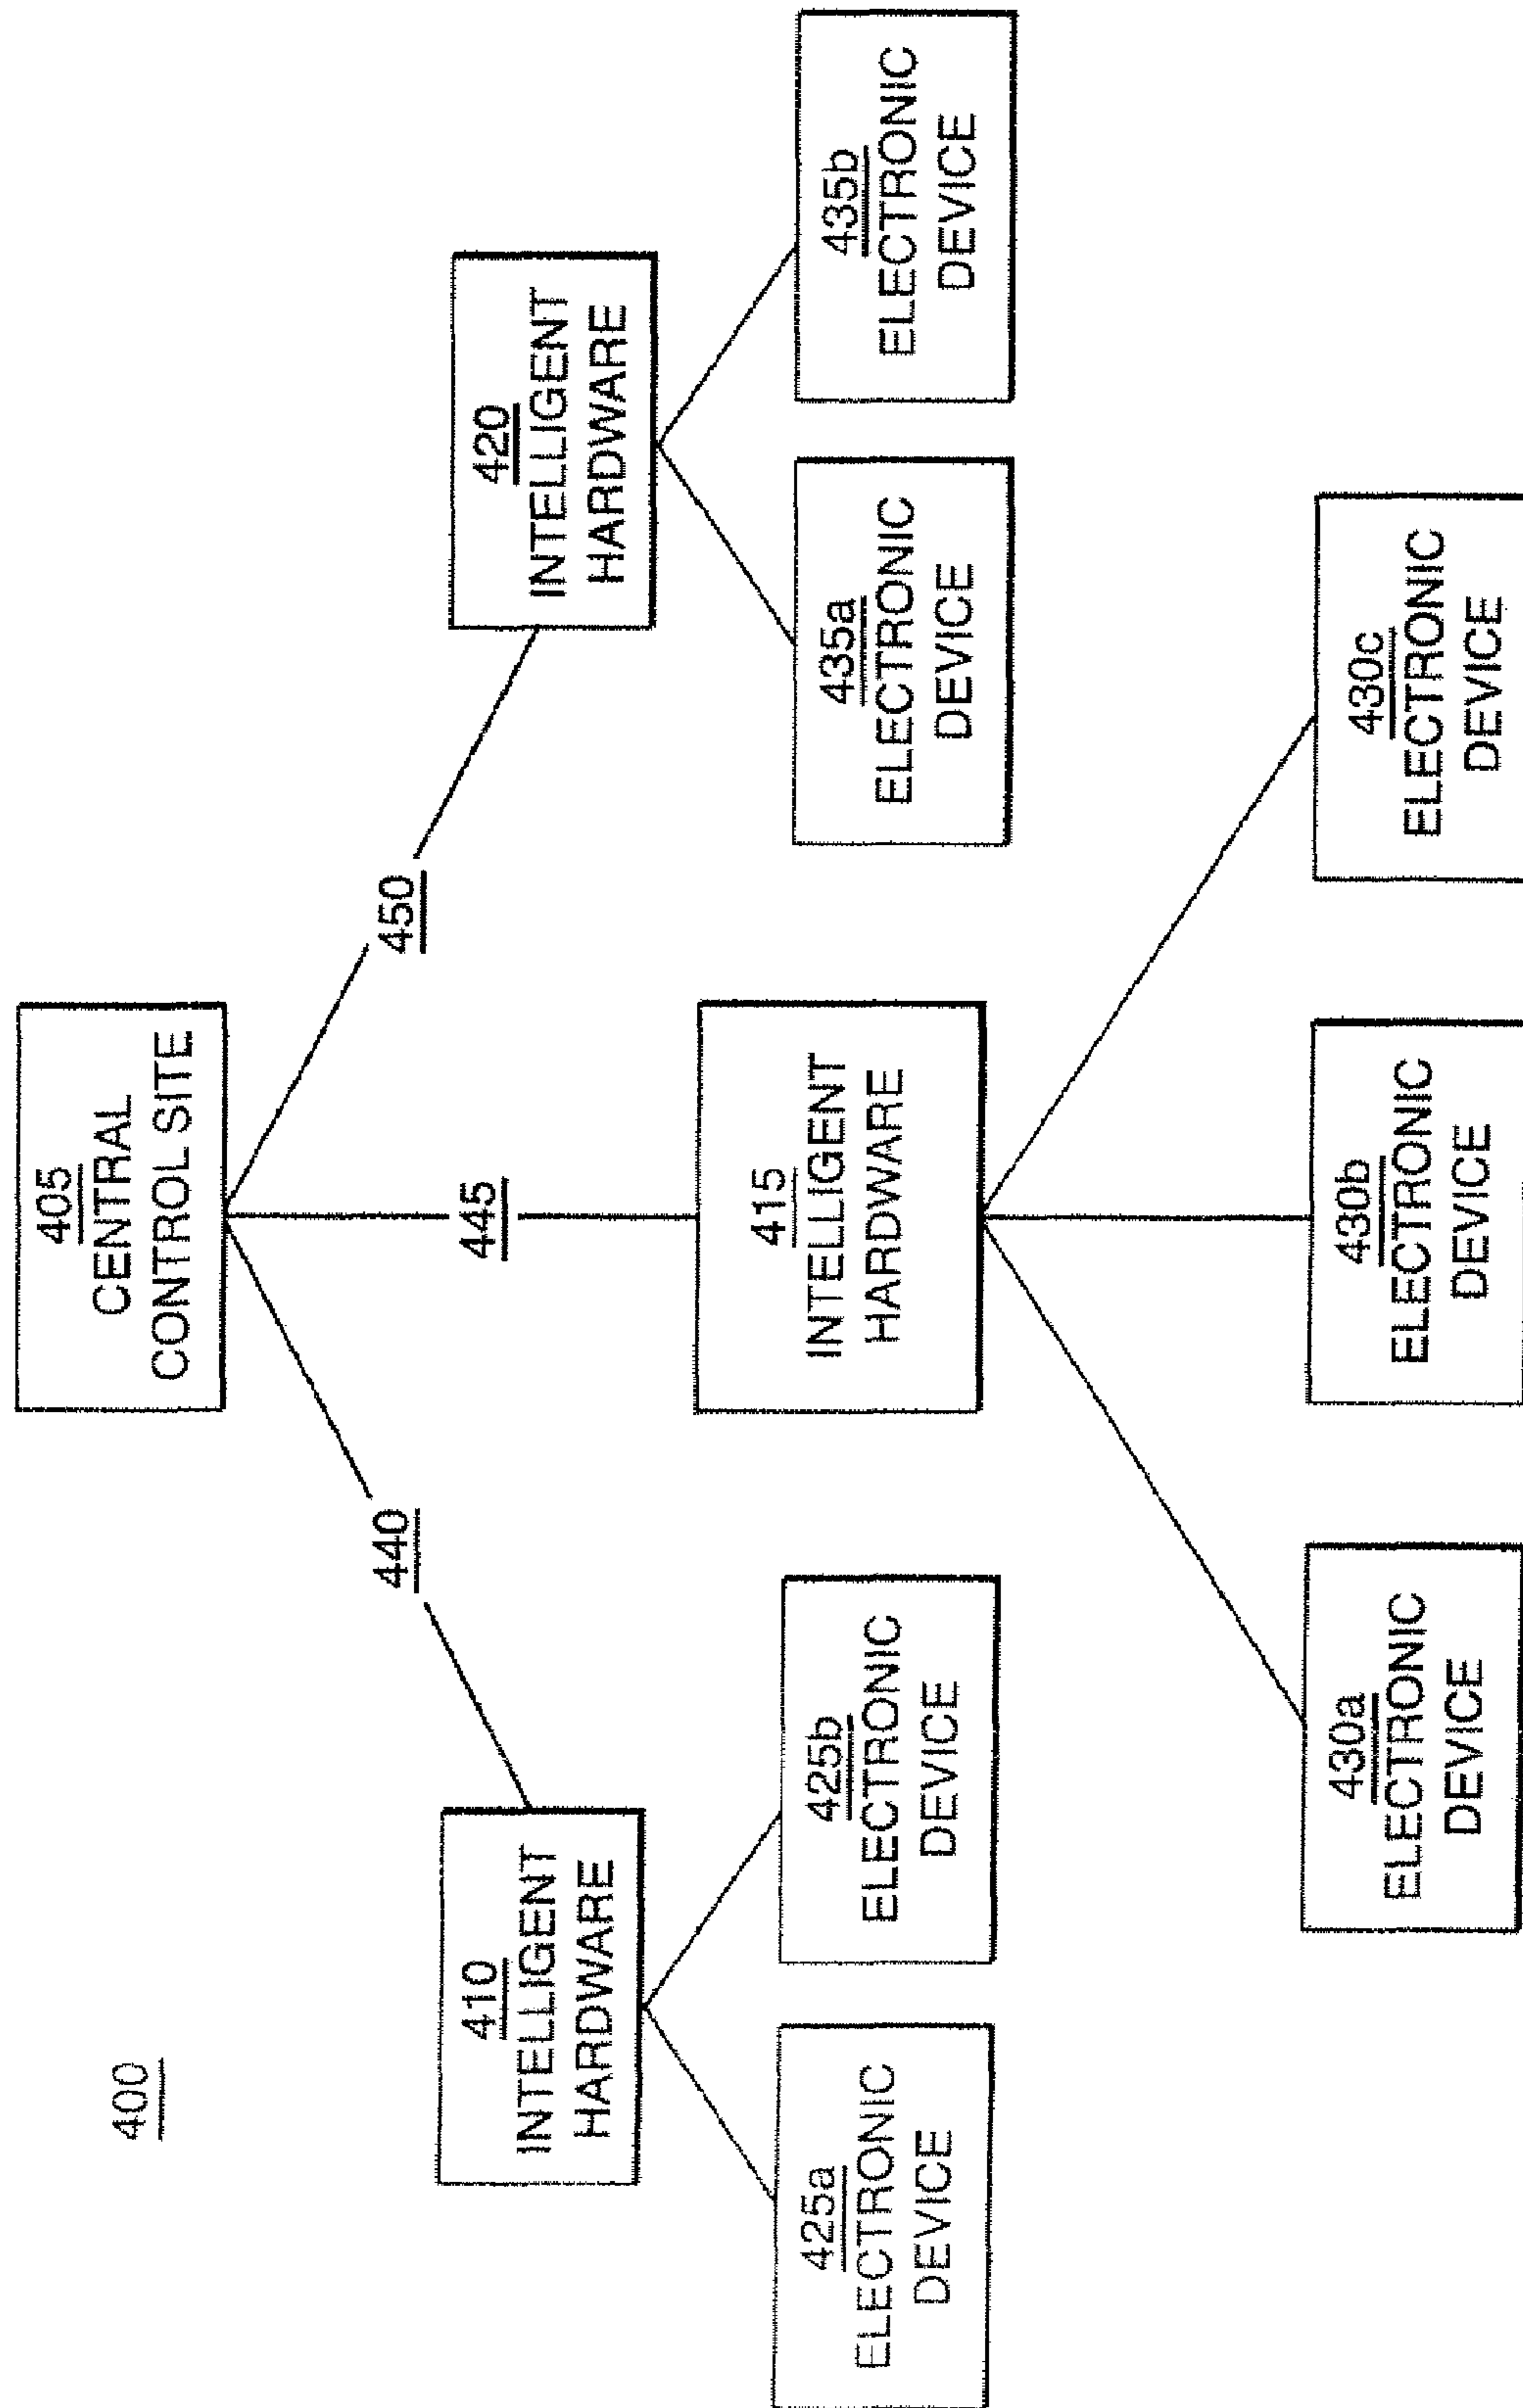 400
405
CENTRAL
CONTROL SITE
440
445
450
410
INTELLIGENT
HARDWARE
415
INTELLIGENT
HARDWARE
420
INTELLIGENT
HARDWARE
425a
ELECTRONIC
DEVICE
425b
ELECTRONIC
DEVICE
435a
ELECTRONIC
DEVICE
435b
ELECTRONIC
DEVICE
430a
ELECTRONIC
DEVICE
430b
ELECTRONIC
DEVICE
430c
ELECTRONIC
DEVICE